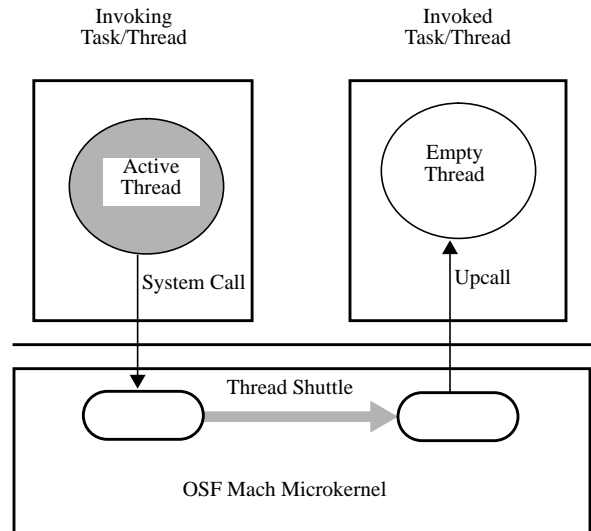 Invoking
Task/Thread
Invoked
Task/Thread
Active
Thread
Empty
Thread
System Call
Upcall
Thread Shuttle
OSF Mach Microkernel